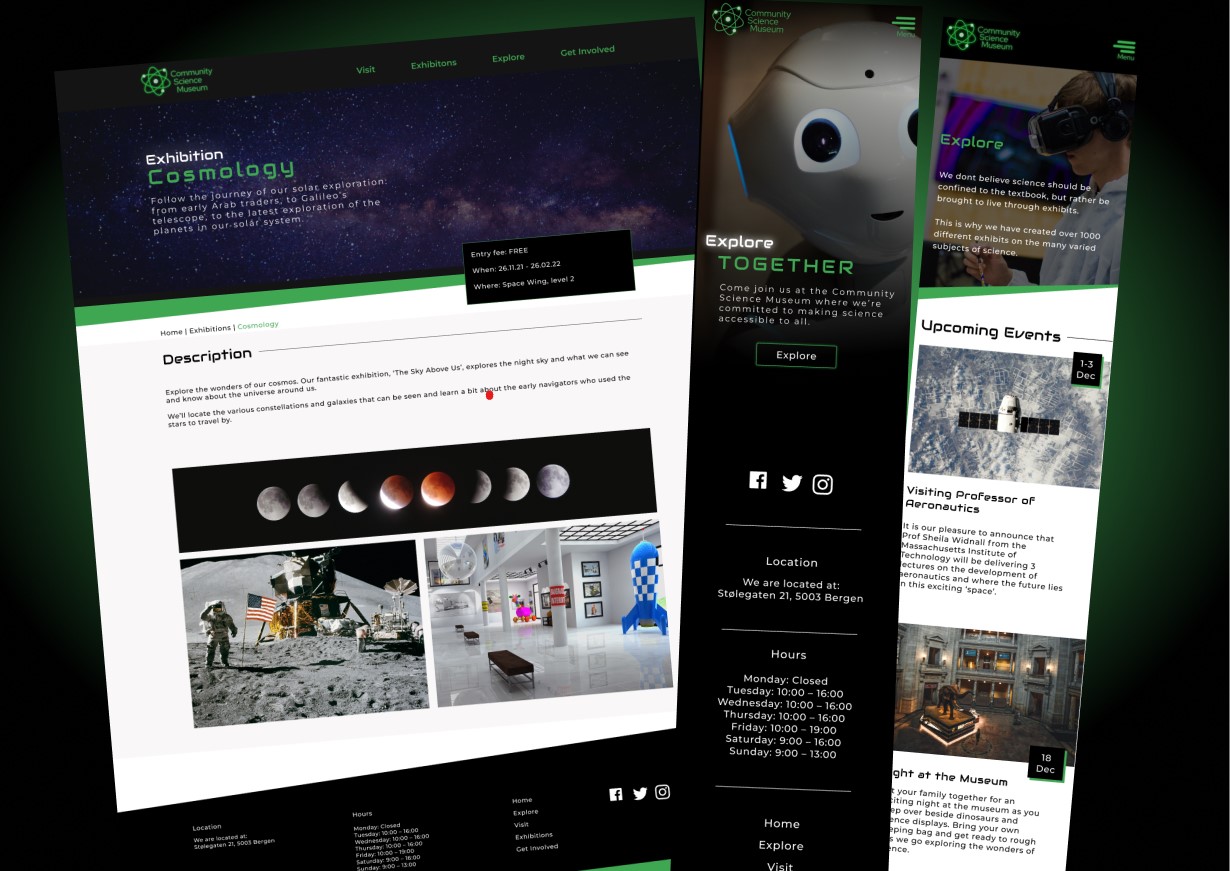 Community
Science
Museum
Visit
Exhibitons
Explore
Get Involved
Exhibition
Cosmology
Follow the journey of our solar exploration:
from early Arab traders, to Galileo's
telescope, to the latest exploration of the
planets in our solar system.
Entry fee: FREE
When: 26.11.21 - 26.02.22
Where: Space Wing, level 2
Home | Exhibitions | Cosmology
Description
Explore the wonders of our cosmos. Our fantastic exhibition, 'The Sky Above Us', explores the night sky and what we can see
and know about the universe around us.
We'll locate the various constellations and galaxies that can be seen and learn a bit about the early navigators who used the
stars to travel by.
Location
We are located at:
Stølegaten 21, 5003 Bergen
Hours
Monday: Closed
Tuesday: 10:00 – 16:00
Wednesday: 10:00 – 16:00
Thursday: 10:00 – 16:00
Friday: 10:00 – 19:00
Saturday: 9:00 – 16:00
Sunday: 9:00 – 13:00
Home
Explore
Visit
Exhibitions
Get Involved
Community
Science
Museum
Menu
Explore
TOGETHER
Come join us at the Community
Science Museum where we're
committed to making science
accessible to all.
Explore
Location
We are located at:
Stølegaten 21, 5003 Bergen
Hours
Monday: Closed
Tuesday: 10:00 – 16:00
Wednesday: 10:00 – 16:00
Thursday: 10:00 – 16:00
Friday: 10:00 – 19:00
Saturday: 9:00 – 16:00
Sunday: 9:00 – 13:00
Home
Explore
Visit
Community
Science
Museum
Menu
Explore
We dont believe science should be
confined to the textbook, but rather be
brought to live through exhibits.
This is why we have created over 1000
different exhibits on the many varied
subjects of science.
Upcoming Events
1-3
Dec
Visiting Professor of
Aeronautics
It is our pleasure to announce that
Prof Sheila Widnall from the
Massachusetts Institute of
Technology will be delivering 3
lectures on the development of
aeronautics and where the future lies
in this exciting 'space'.
18
Dec
ght at the Museum
t your family together for an
citing night at the museum as you
ep over beside dinosaurs and
ence displays. Bring your own
eping bag and get ready to rough
s we go exploring the wonders of
ence.